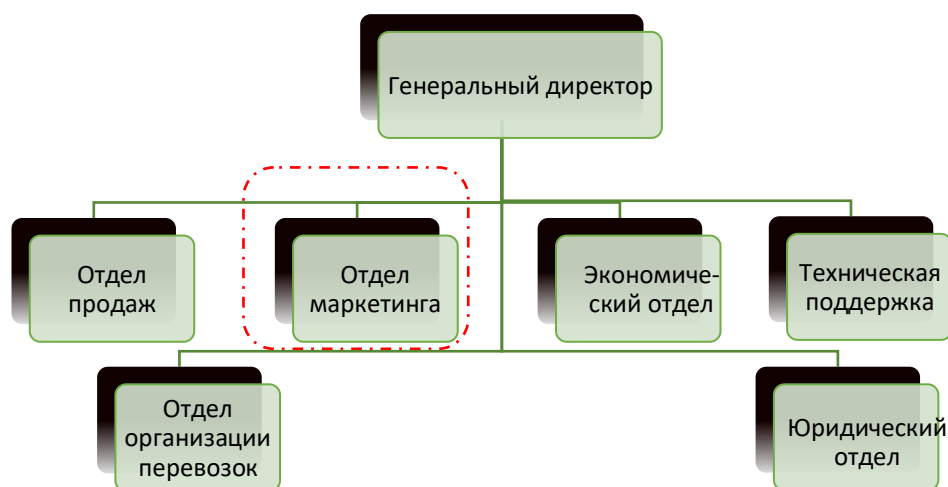 Генеральный директор
Отдел
продаж
Отдел
маркетинга
Экономиче-
ский отдел
Техническая
поддержка
Отдел
организации
перевозок
Юридический
отдел